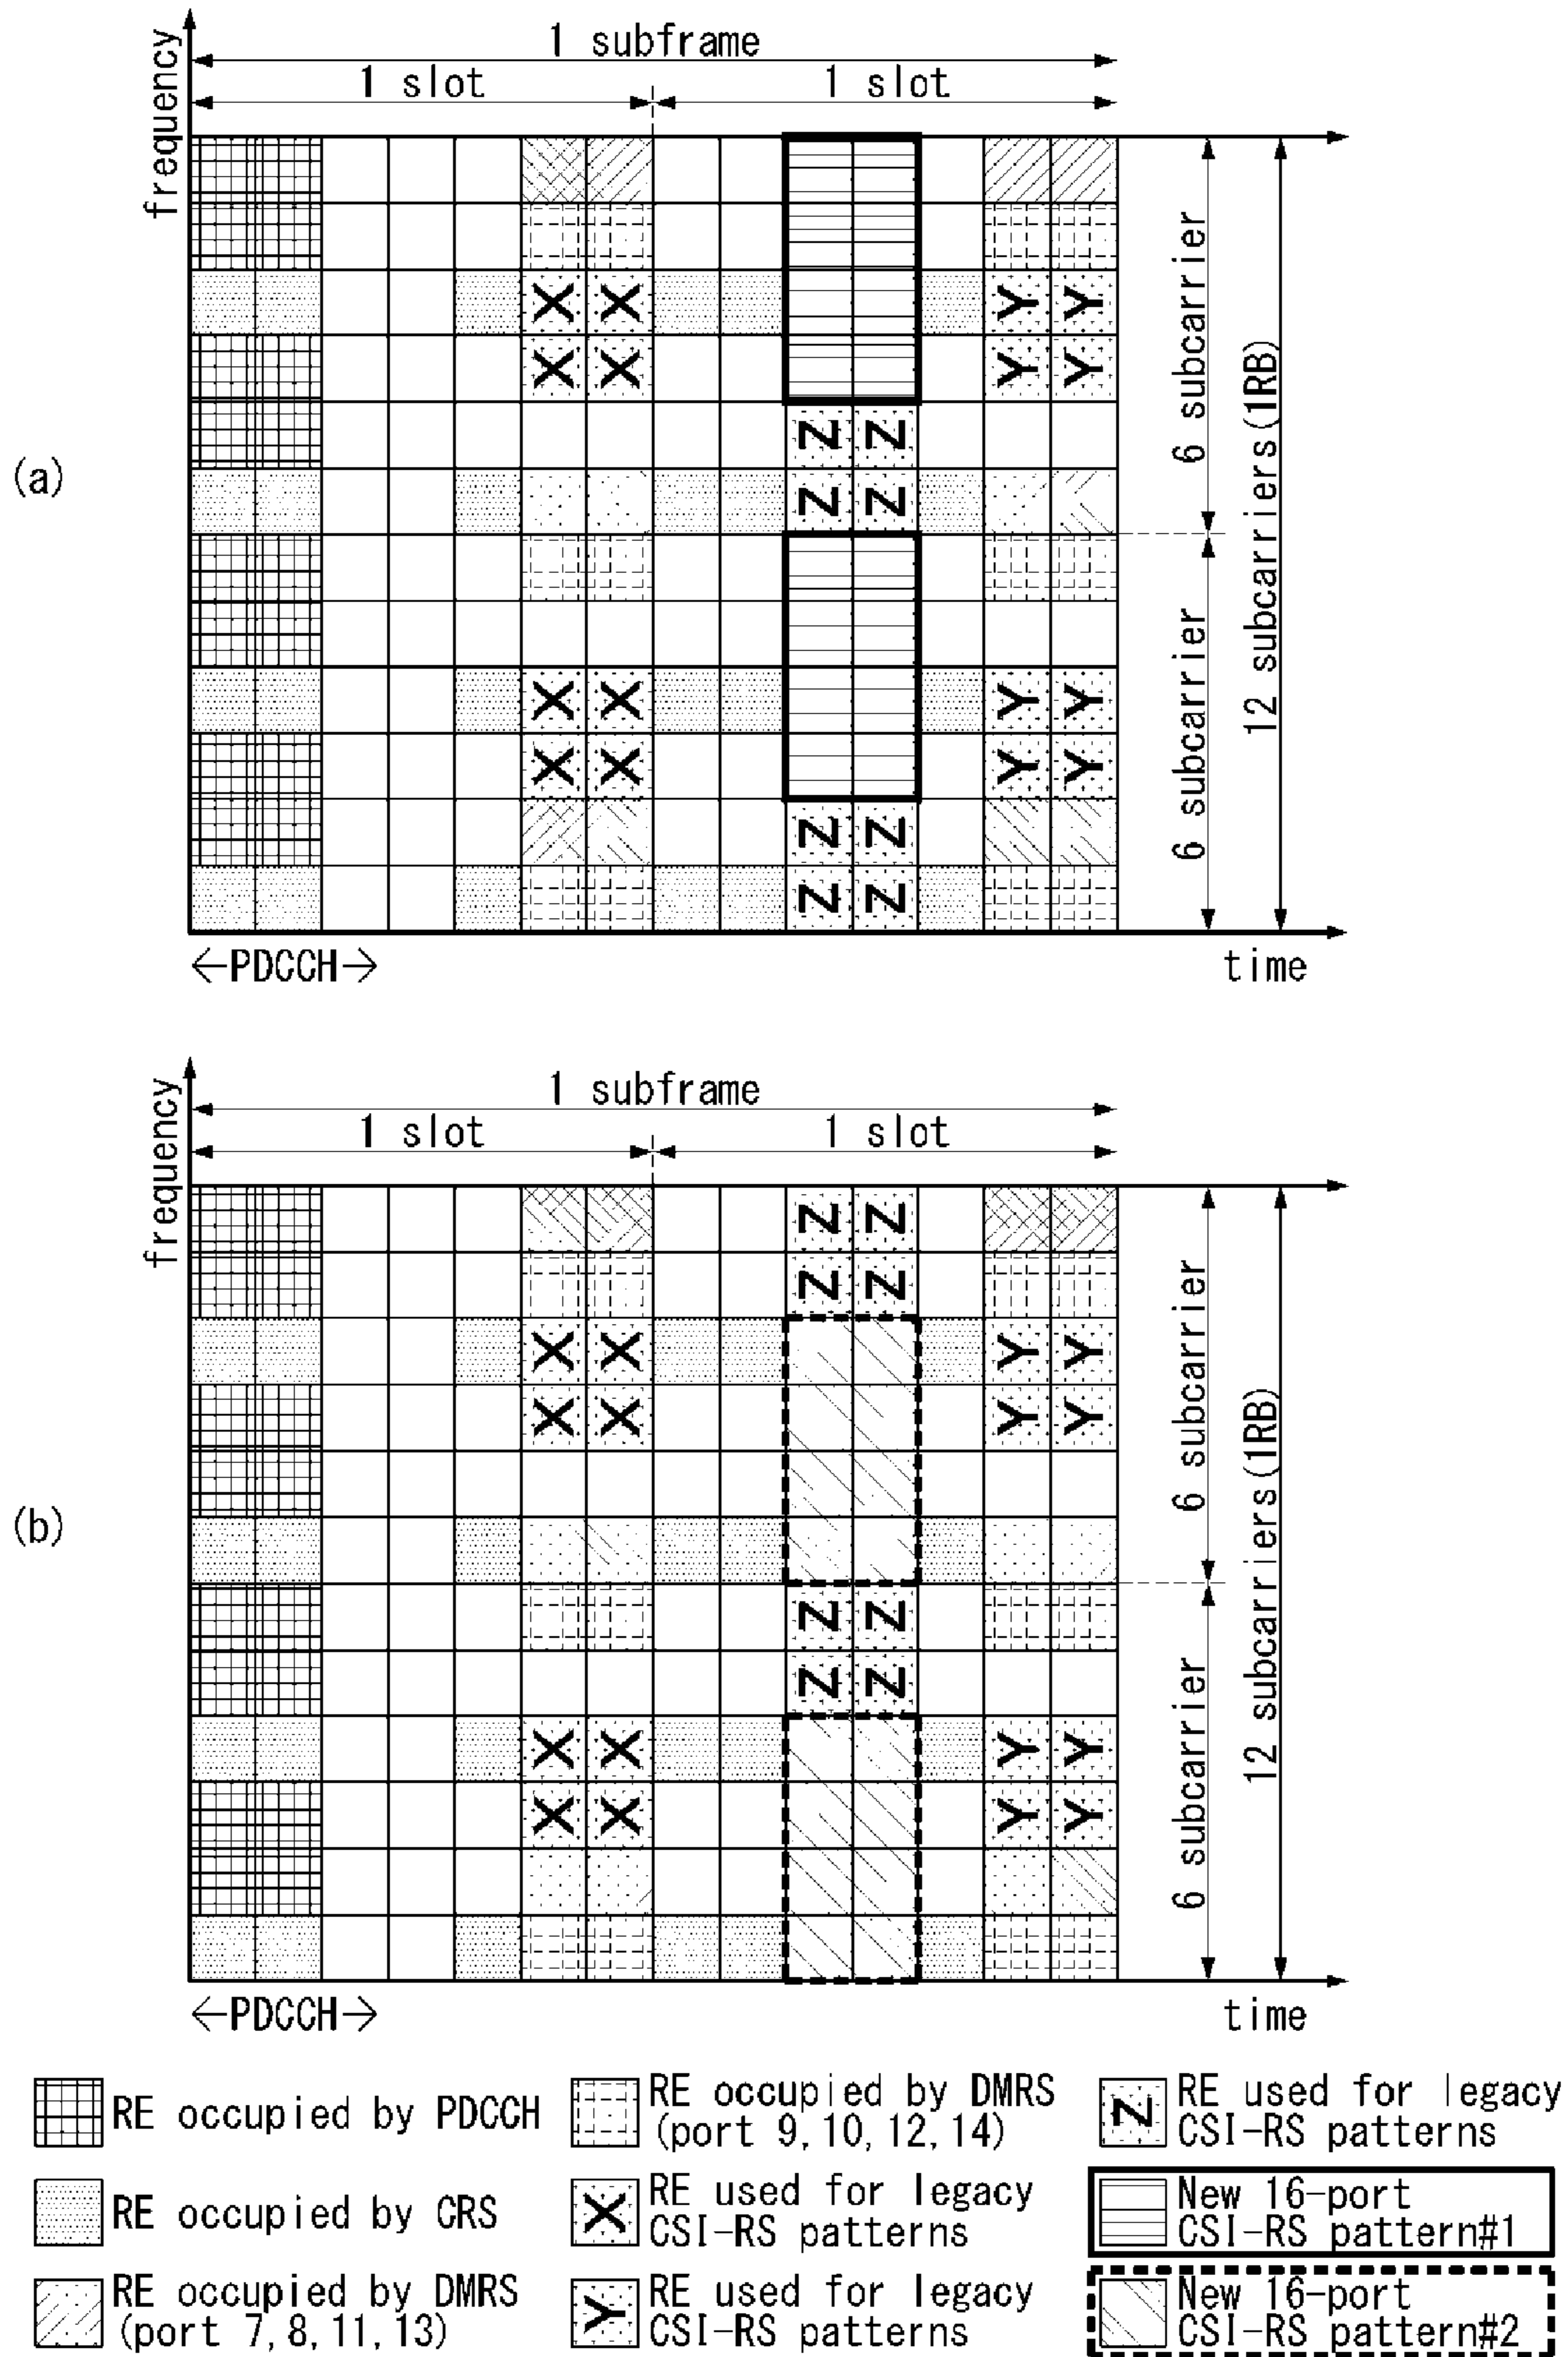 1 subframe
1 slot
1 slot
frequency
X X Y Y
X X Y Y
Z Z
(a)
Z Z
X X Y Y
X X Y Y
Z Z
Z Z
6 subcarrier
6 subcarrier
12 subcarriers(1RB)
←PDCCH→
time
1 subframe
1 slot
1 slot
frequency
Z Z
Z Z
X X Y Y
X X Y Y
(b)
Z Z
Z Z
X X Y Y
X X Y Y
6 subcarrier
6 subcarrier
12 subcarriers(1RB)
←PDCCH→
time
RE occupied by PDCCH
RE occupied by CRS
RE occupied by DMRS
(port 7,8,11,13)
RE occupied by DMRS
(port 9,10,12,14)
X RE used for legacy
CSI-RS patterns
Y RE used for legacy
CSI-RS patterns
Z RE used for legacy
CSI-RS patterns
New 16-port
CSI-RS pattern#1
New 16-port
CSI-RS pattern#2